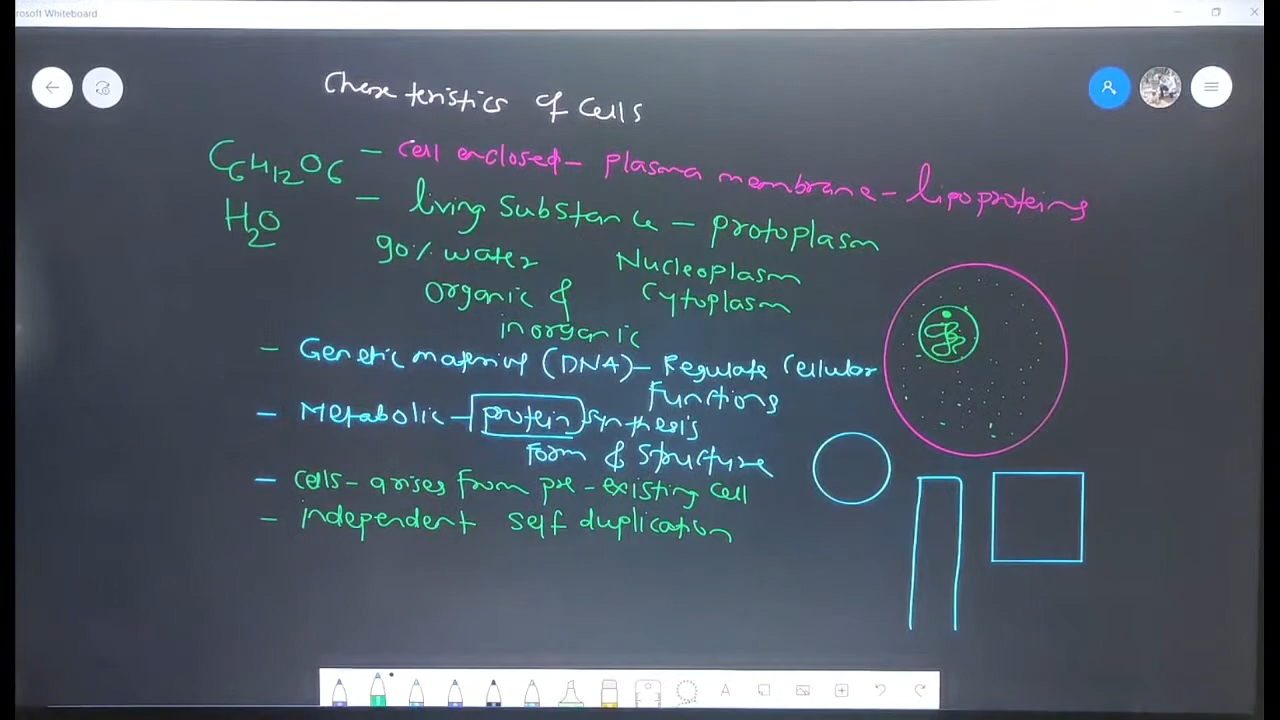 rosoft Whiteboard
Characteristics of Cells
C6H12O6
- Cell enclosed - plasma membrane - lipoproteins
H2O
- living Substance - protoplasm
90% water
Nucleoplasm
Organic &
Cytoplasm
inorganic
- Genetic material (DNA) - Regulate Cellular
Functions
- Metabolic - protein synthesis
Form & Structure
- Cells - arises from pre-existing Cell
- independent self duplication
A